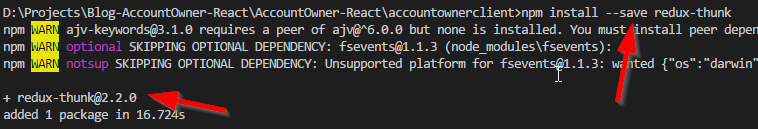 D:\Projects\Blog-AccountOwner-React\AccountOwner-React\accountownerclient>npm install --save redux-thunk
npm WARN ajv-keywords@3.1.0 requires a peer of ajv@^6.0.0 but none is installed. You must install peer depen
npm WARN optional SKIPPING OPTIONAL DEPENDENCY: fsevents@1.1.3 (node_modules\fsevents):
npm WARN notsup SKIPPING OPTIONAL DEPENDENCY: Unsupported platform for fsevents@1.1.3: wanted {"os":"darwin"
+ redux-thunk@2.2.0
added 1 package in 16.724s